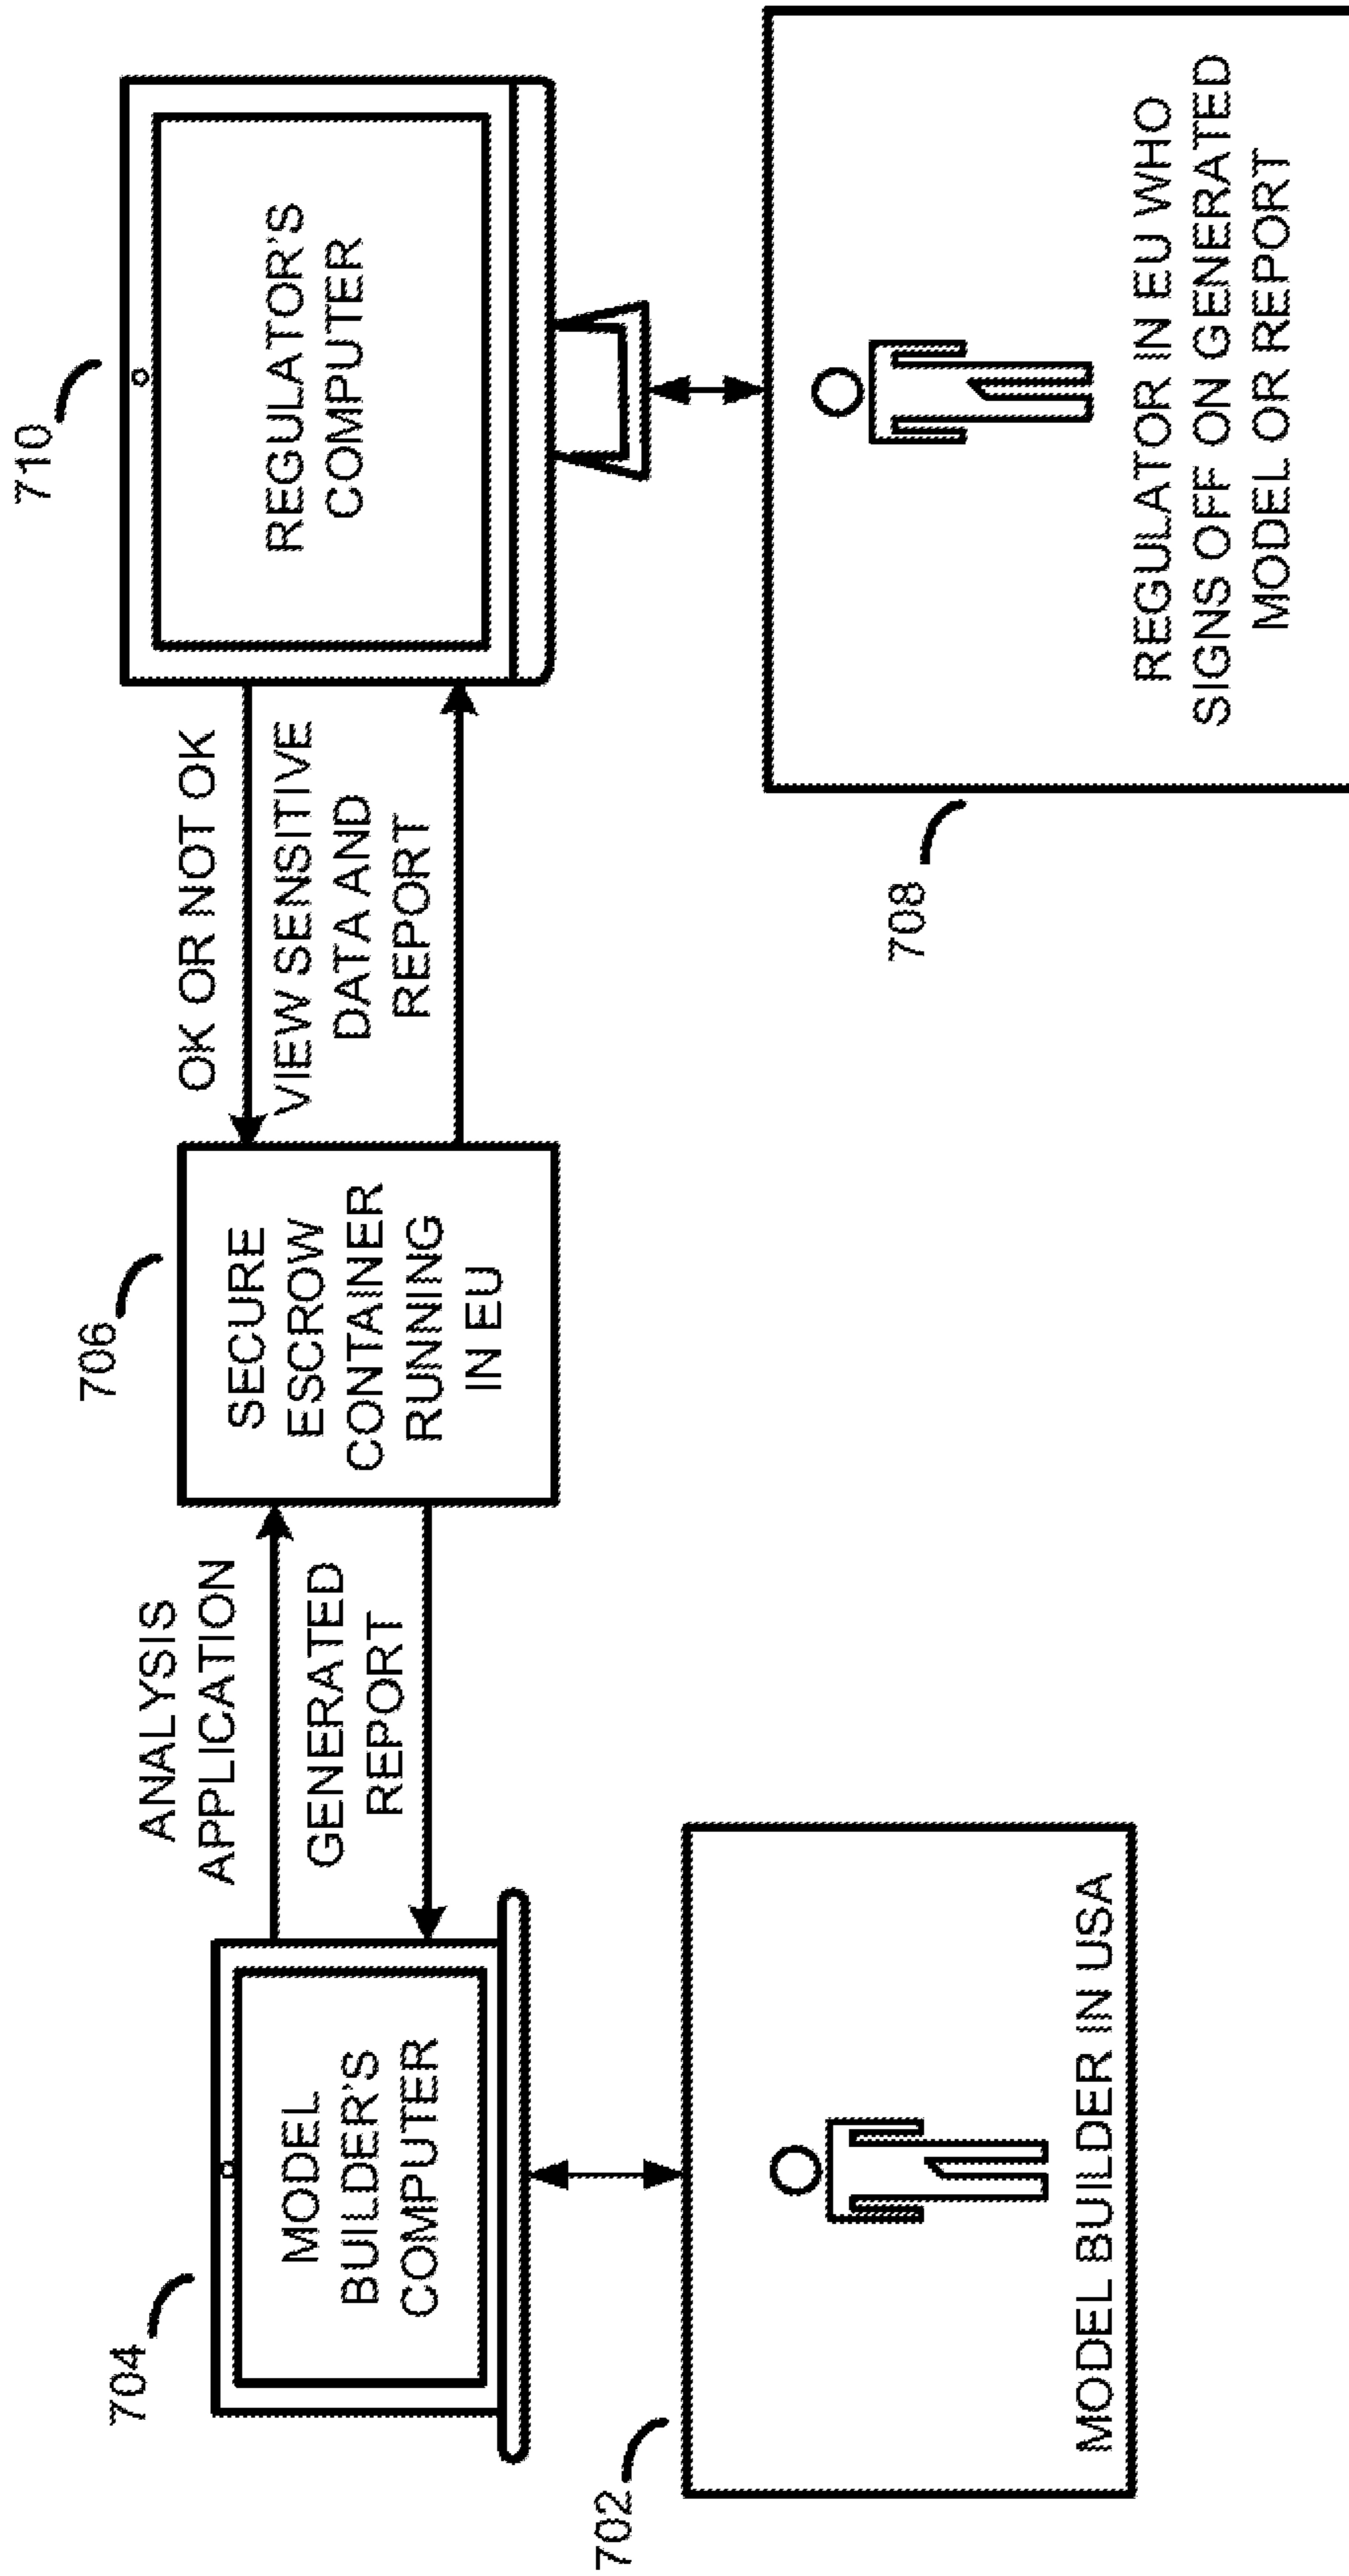 710
REGULATOR'S
COMPUTER
OK OR NOT OK
VIEW SENSITIVE
DATA AND
REPORT
706
SECURE
ESCROW
CONTAINER
RUNNING
IN EU
ANALYSIS
APPLICATION
GENERATED
REPORT
704
MODEL
BUILDER'S
COMPUTER
702
MODEL BUILDER IN USA
708
REGULATOR IN EU WHO
SIGNS OFF ON GENERATED
MODEL OR REPORT